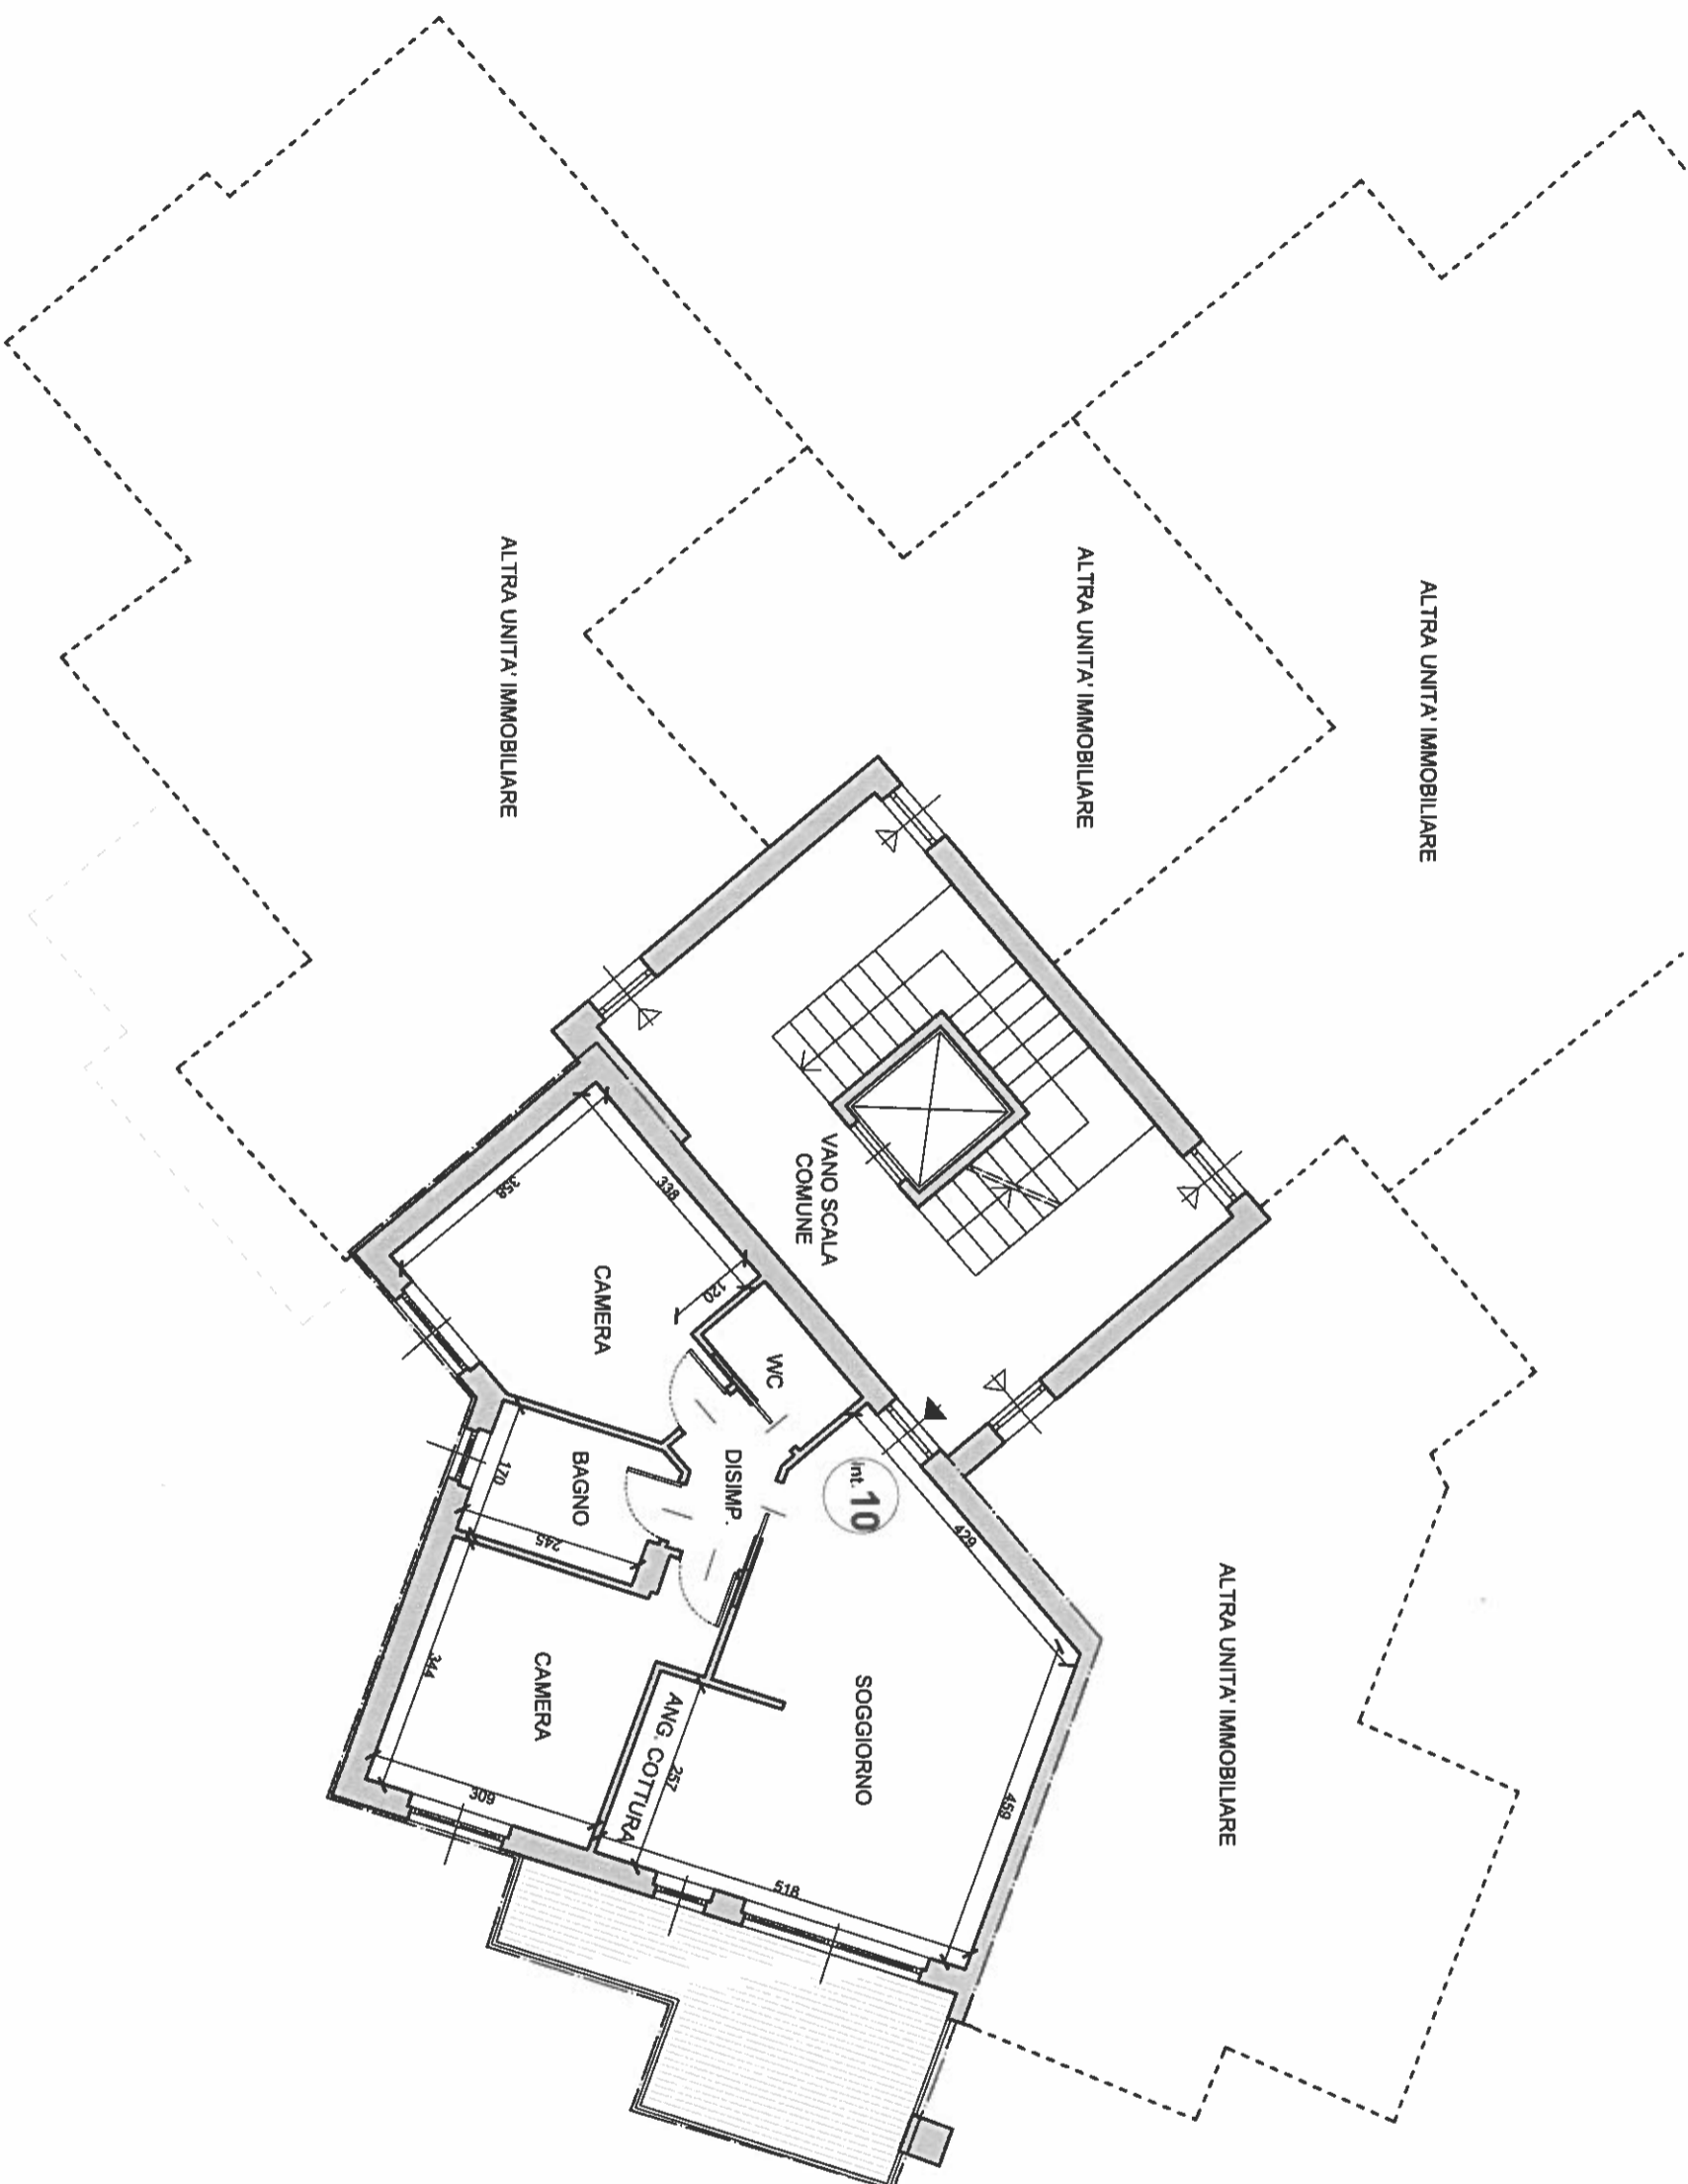 ALTRA UNITA' IMMOBILIARE
ALTRA UNITA' IMMOBILIARE
ALTRA UNITA' IMMOBILIARE
ALTRA UNITA' IMMOBILIARE
VANO SCALA
COMUNE
Int. 10
SOGGIORNO
429
459
518
257
ANG. COTTURA
WC
DISIMP.
CAMERA
338
358
120
BAGNO
170
245
CAMERA
344
309